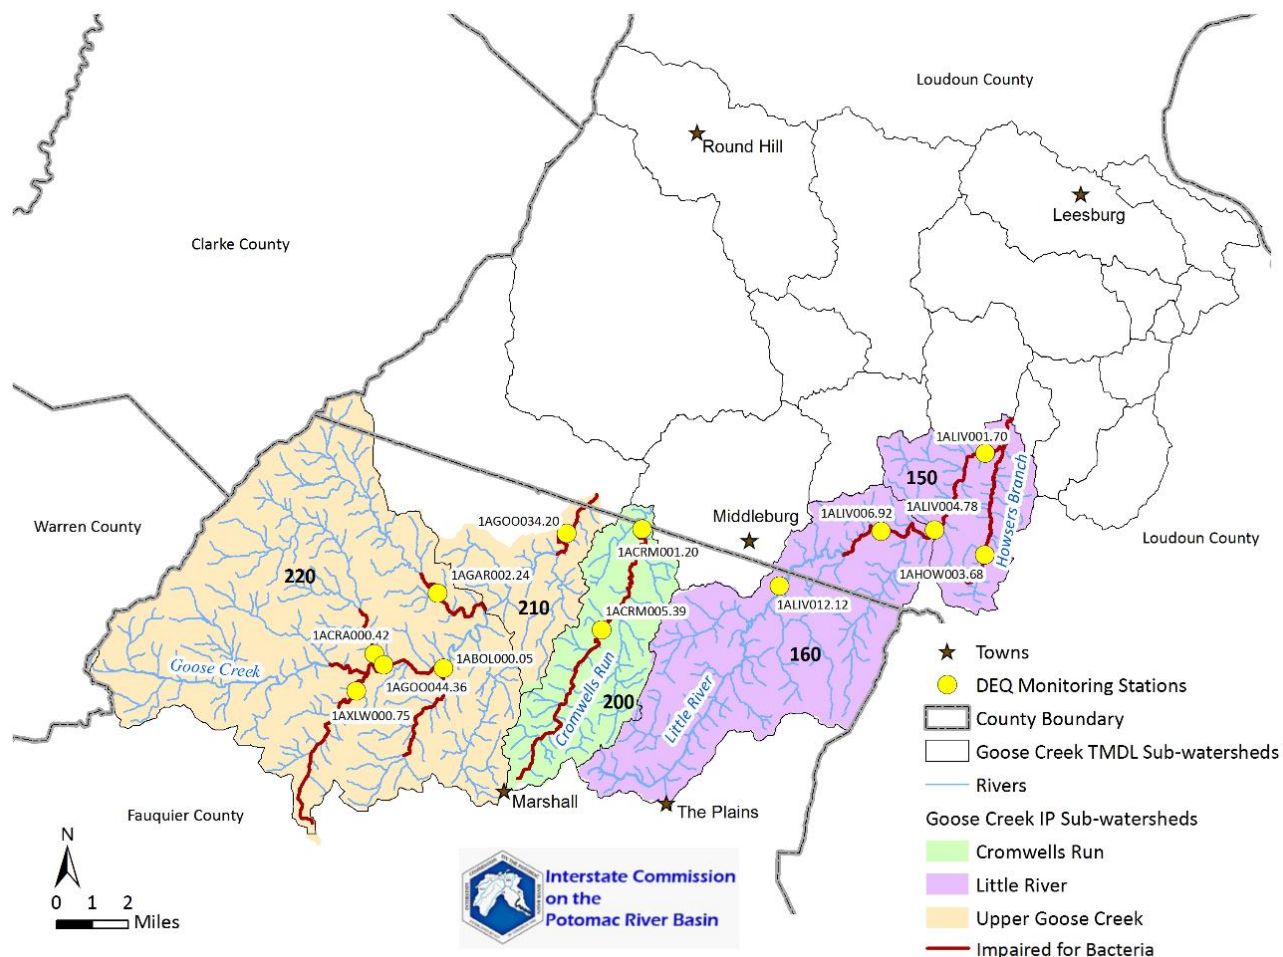 Loudoun County
Round Hill
Leesburg
Clarke County
1ALIV001.70
150
Howsers Branch
Warren County
1AGOO034.20
Middleburg
1ALIV006.92
1ALIV004.78
Loudoun County
1ACRM001.20
220
1AGAR002.24
210
1AHOW003.68
1ACRM005.39
1ALIV012.12
1ACRA000.42
160
Goose Creek
1ABOL000.05
1AGOO044.36
Cromwells Run
200
Little River
1AXLW000.75
Marshall
The Plains
Fauquier County
N
0 1 2
Miles
Interstate Commission
on the
Potomac River Basin
Towns
DEQ Monitoring Stations
County Boundary
Goose Creek TMDL Sub-watersheds
Rivers
Goose Creek IP Sub-watersheds
Cromwells Run
Little River
Upper Goose Creek
Impaired for Bacteria